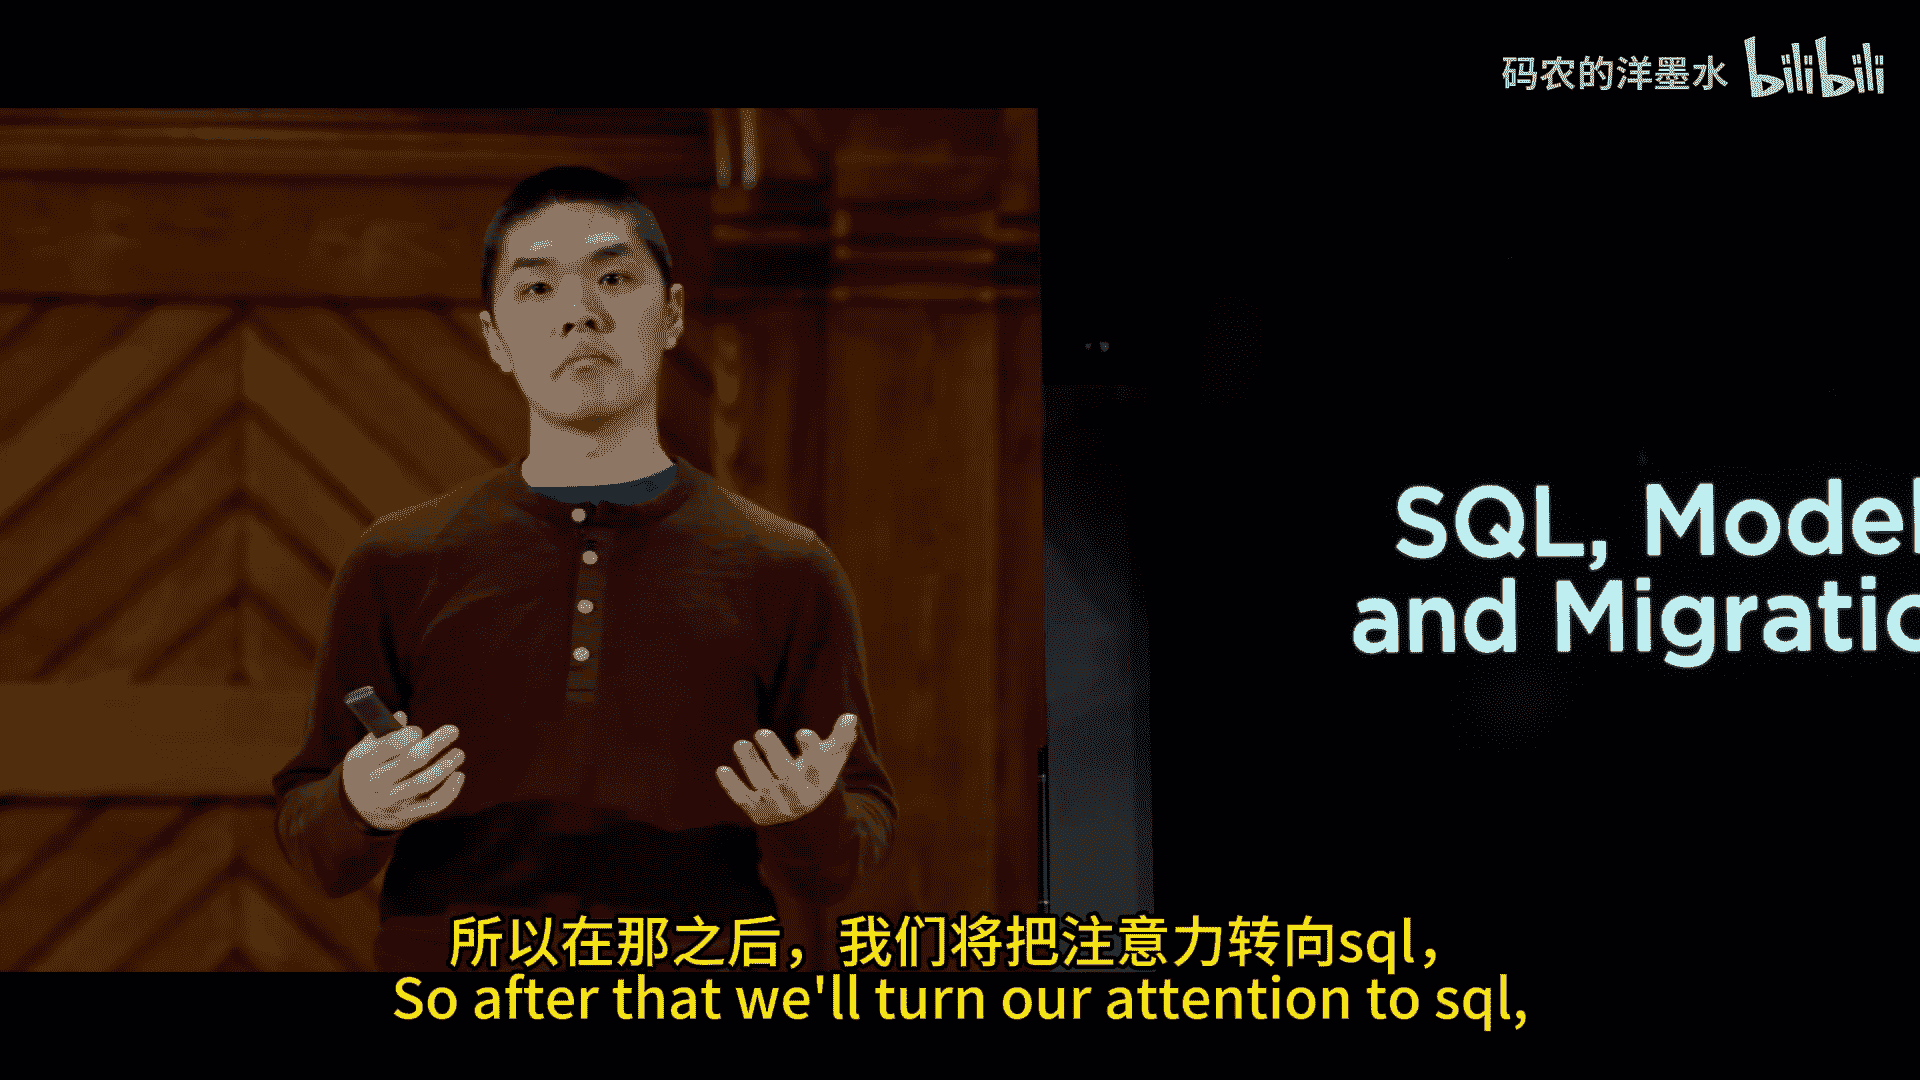 码农的洋墨水 bilibili
SQL, Model
and Migratio
所以在那之后，我们将把注意力转向sql，
So after that we'll turn our attention to sql,